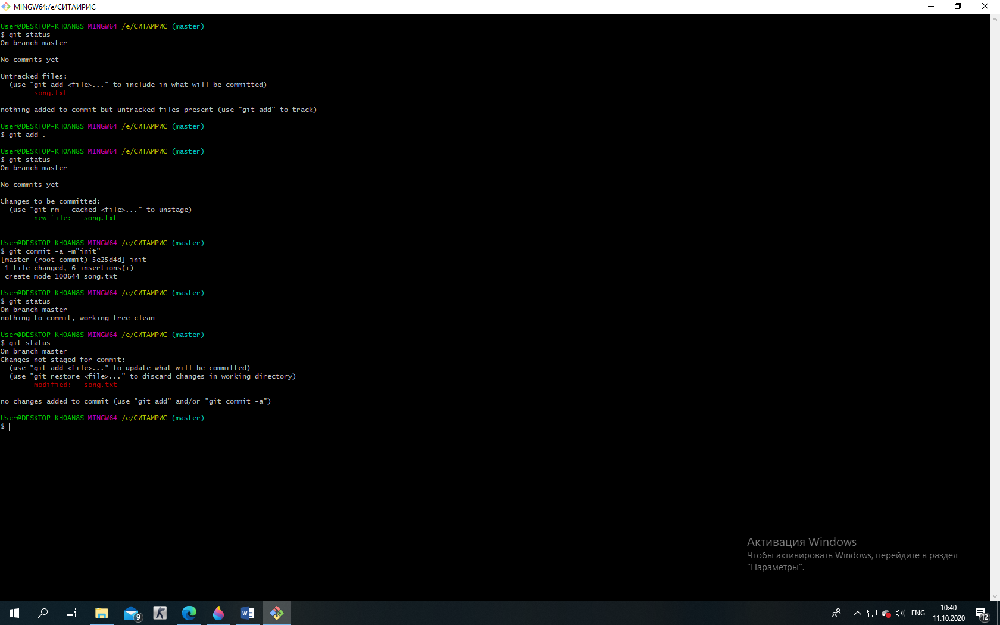 MINGW64:/e/СИТАИРИС
User@DESKTOP-KHOAN8S MINGW64 /e/СИТАИРИС (master)
$ git status
On branch master
No commits yet
Untracked files:
(use "git add <file>..." to include in what will be committed)
song.txt
nothing added to commit but untracked files present (use "git add" to track)
User@DESKTOP-KHOAN8S MINGW64 /e/СИТАИРИС (master)
$ git add .
User@DESKTOP-KHOAN8S MINGW64 /e/СИТАИРИС (master)
$ git status
On branch master
No commits yet
Changes to be committed:
(use "git rm --cached <file>..." to unstage)
new file:   song.txt
User@DESKTOP-KHOAN8S MINGW64 /e/СИТАИРИС (master)
$ git commit -a -m"init"
[master (root-commit) 5e25d4d] init
1 file changed, 6 insertions(+)
create mode 100644 song.txt
User@DESKTOP-KHOAN8S MINGW64 /e/СИТАИРИС (master)
$ git status
On branch master
nothing to commit, working tree clean
User@DESKTOP-KHOAN8S MINGW64 /e/СИТАИРИС (master)
$ git status
On branch master
Changes not staged for commit:
(use "git add <file>..." to update what will be committed)
(use "git restore <file>..." to discard changes in working directory)
modified:   song.txt
no changes added to commit (use "git add" and/or "git commit -a")
User@DESKTOP-KHOAN8S MINGW64 /e/СИТАИРИС (master)
$
Активация Windows
Чтобы активировать Windows, перейдите в раздел
"Параметры".
9
W
ENG
10:40
11.10.2020
12